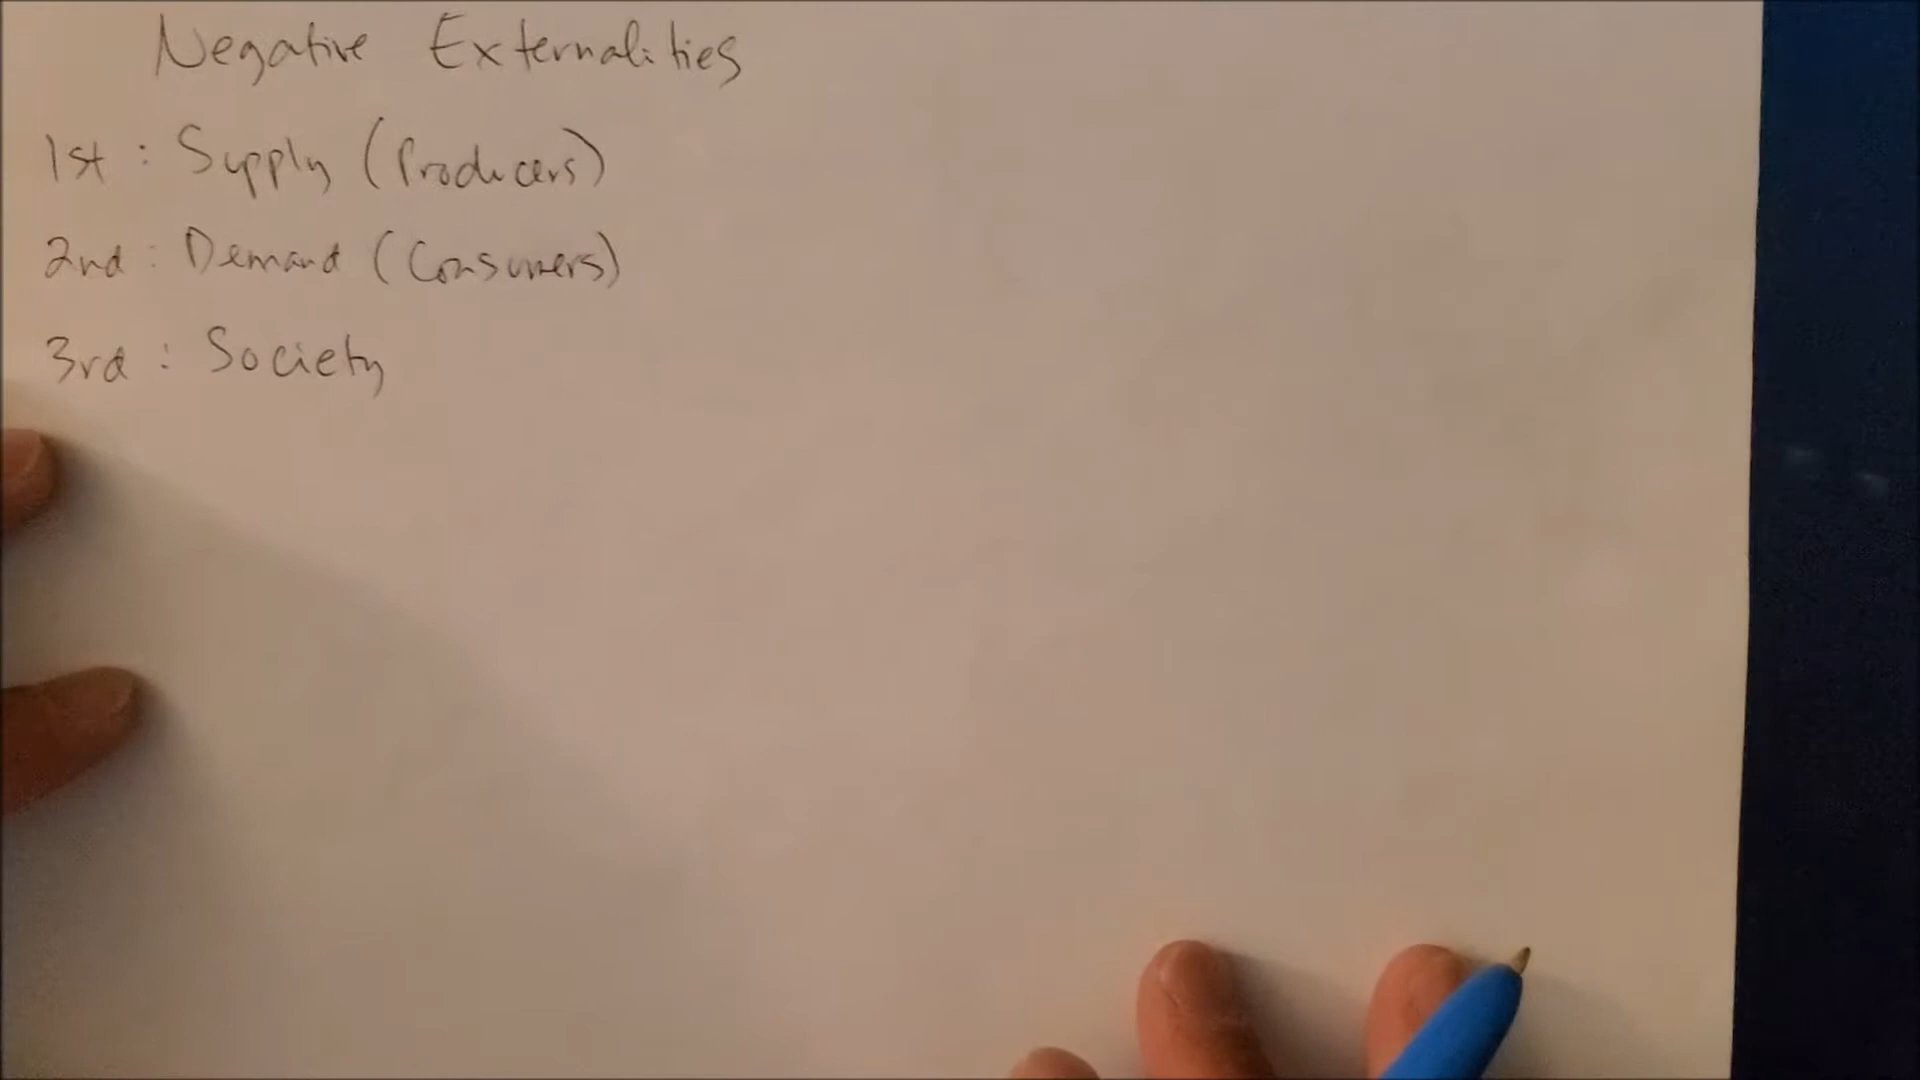 Negative Externalities
1st : Supply (Producers)
2nd : Demand (Consumers)
3rd : Society